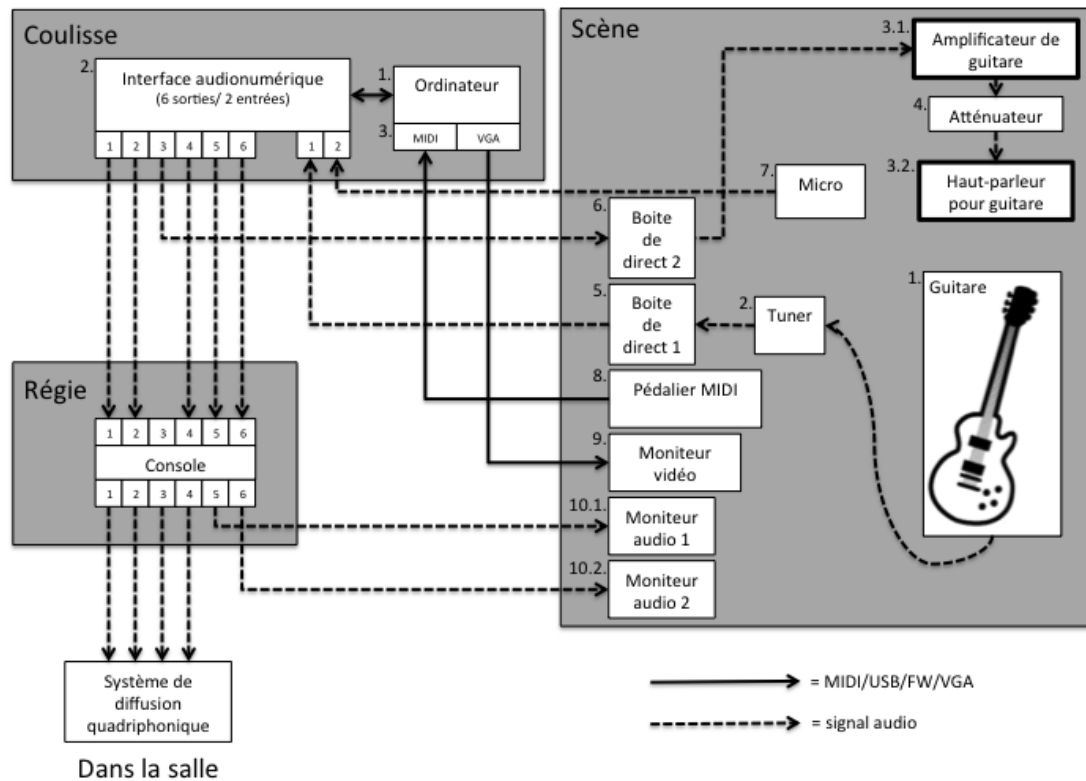 Coulisse
2.
Interface audionumérique
(6 sorties/ 2 entrées)
1 2 3 4 5 6
1 2
1.
Ordinateur
3.
MIDI VGA
Scène
3.1.
Amplificateur de
guitare
4.
Atténuateur
3.2.
Haut-parleur
pour guitare
7.
Micro
6.
Boite
de
direct 2
5.
Boite
de
direct 1
2.
Tuner
1.
Guitare
8.
Pédalier MIDI
9.
Moniteur
vidéo
10.1.
Moniteur
audio 1
10.2.
Moniteur
audio 2
Régie
1 2 3 4 5 6
Console
1 2 3 4 5 6
Système de
diffusion
quadriphonique
Dans la salle
= MIDI/USB/FW/VGA
= signal audio